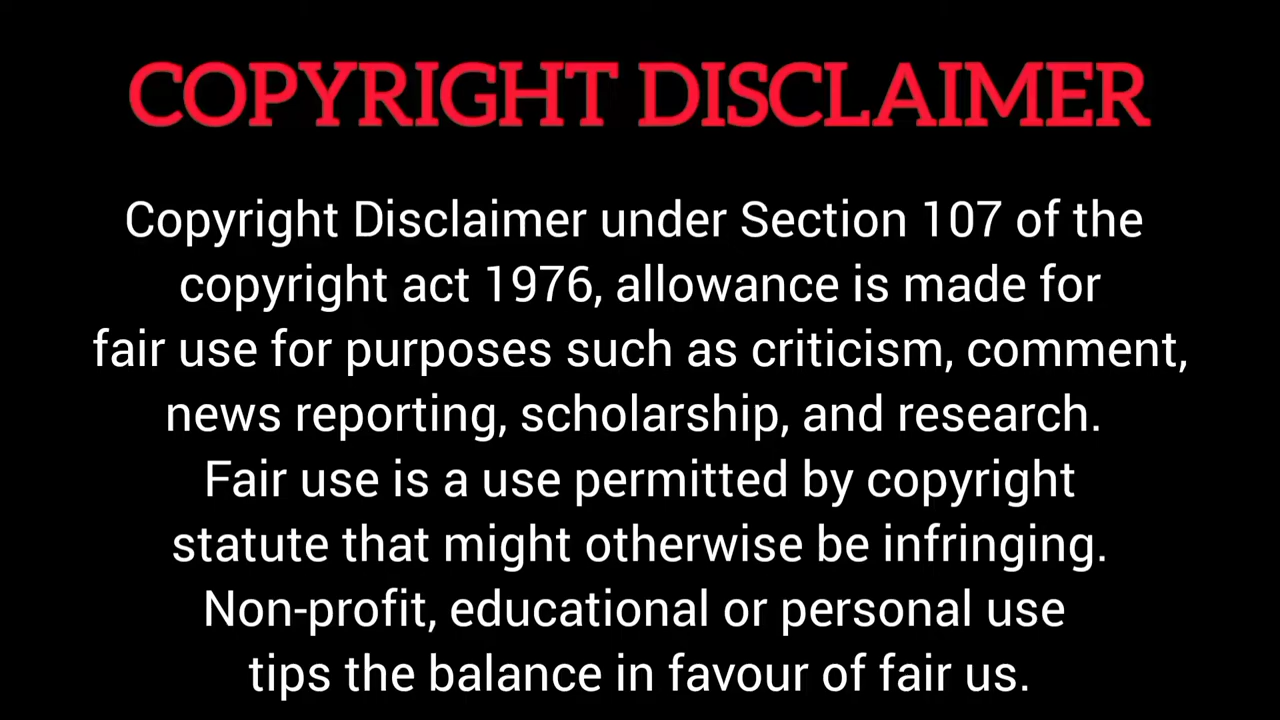 COPYRIGHT DISCLAIMER
Copyright Disclaimer under Section 107 of the
copyright act 1976, allowance is made for
fair use for purposes such as criticism, comment,
news reporting, scholarship, and research.
Fair use is a use permitted by copyright
statute that might otherwise be infringing.
Non-profit, educational or personal use
tips the balance in favour of fair us.